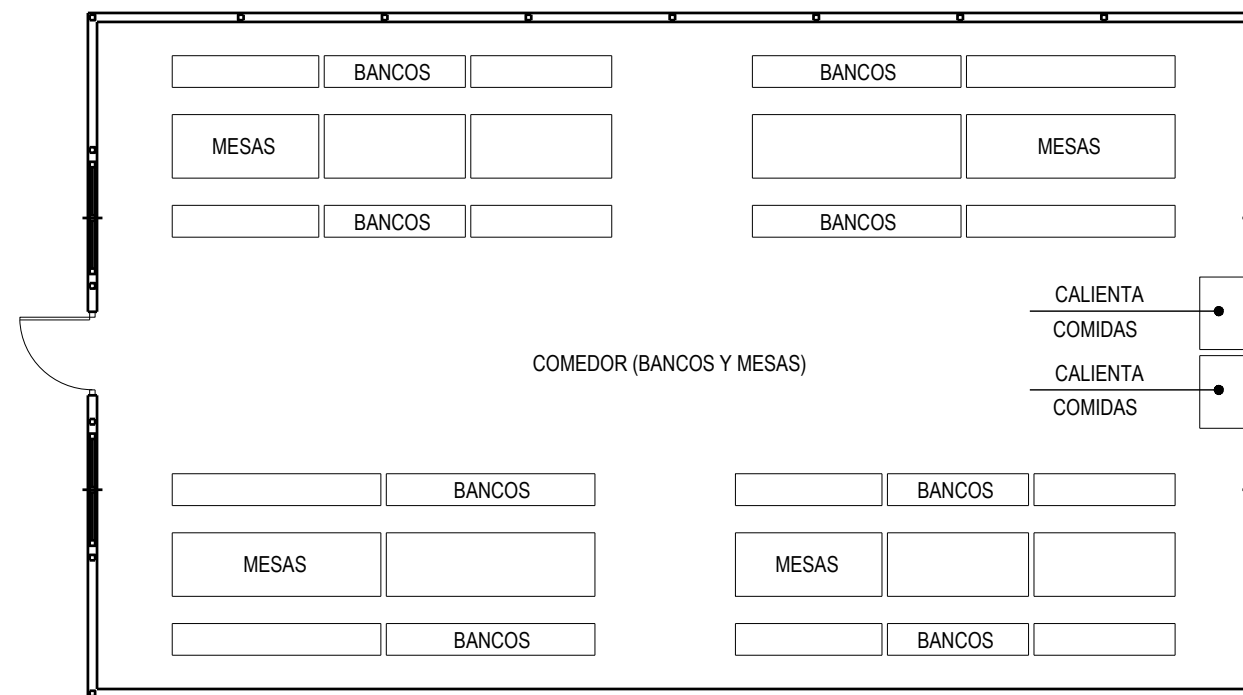 BANCOS
BANCOS
MESAS
MESAS
BANCOS
BANCOS
CALIENTA
COMIDAS
COMEDOR (BANCOS Y MESAS)
CALIENTA
COMIDAS
BANCOS
BANCOS
MESAS
MESAS
BANCOS
BANCOS